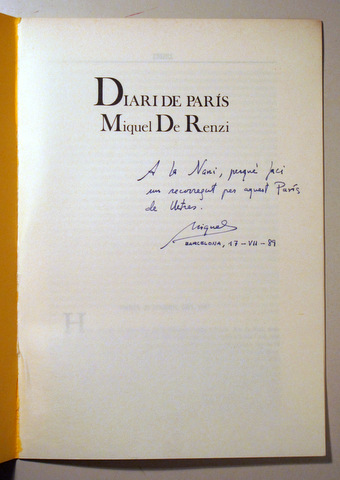 DIARI DE PARÍS
Miquel De Renzi
A la Nani, perquè faci
un recorregut per aquest París
de lletres.
Miquel
BARCELONA, 17-VII-89
H